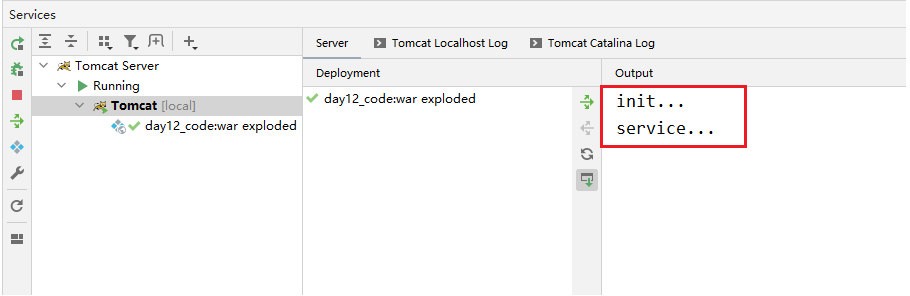 Services
Server
Tomcat Localhost Log
Tomcat Catalina Log
Tomcat Server
Running
Tomcat [local]
day12_code:war exploded
Deployment
day12_code:war exploded
Output
init...
service...